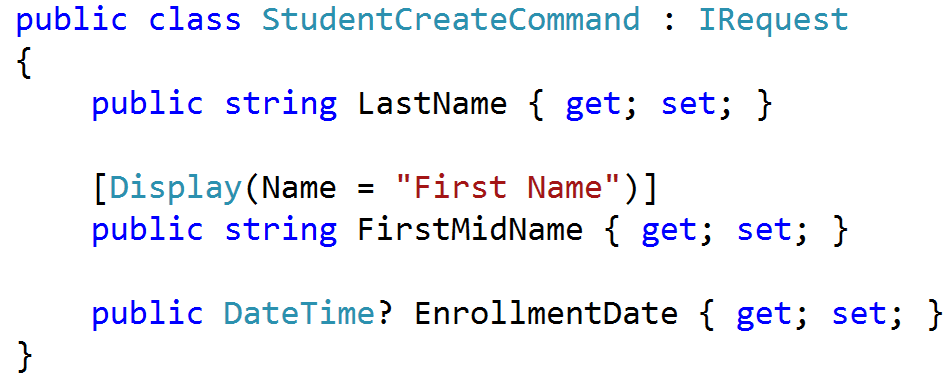 public class StudentCreateCommand : IRequest
{
    public string LastName { get; set; }

    [Display(Name = "First Name")]
    public string FirstMidName { get; set; }

    public DateTime? EnrollmentDate { get; set; }
}